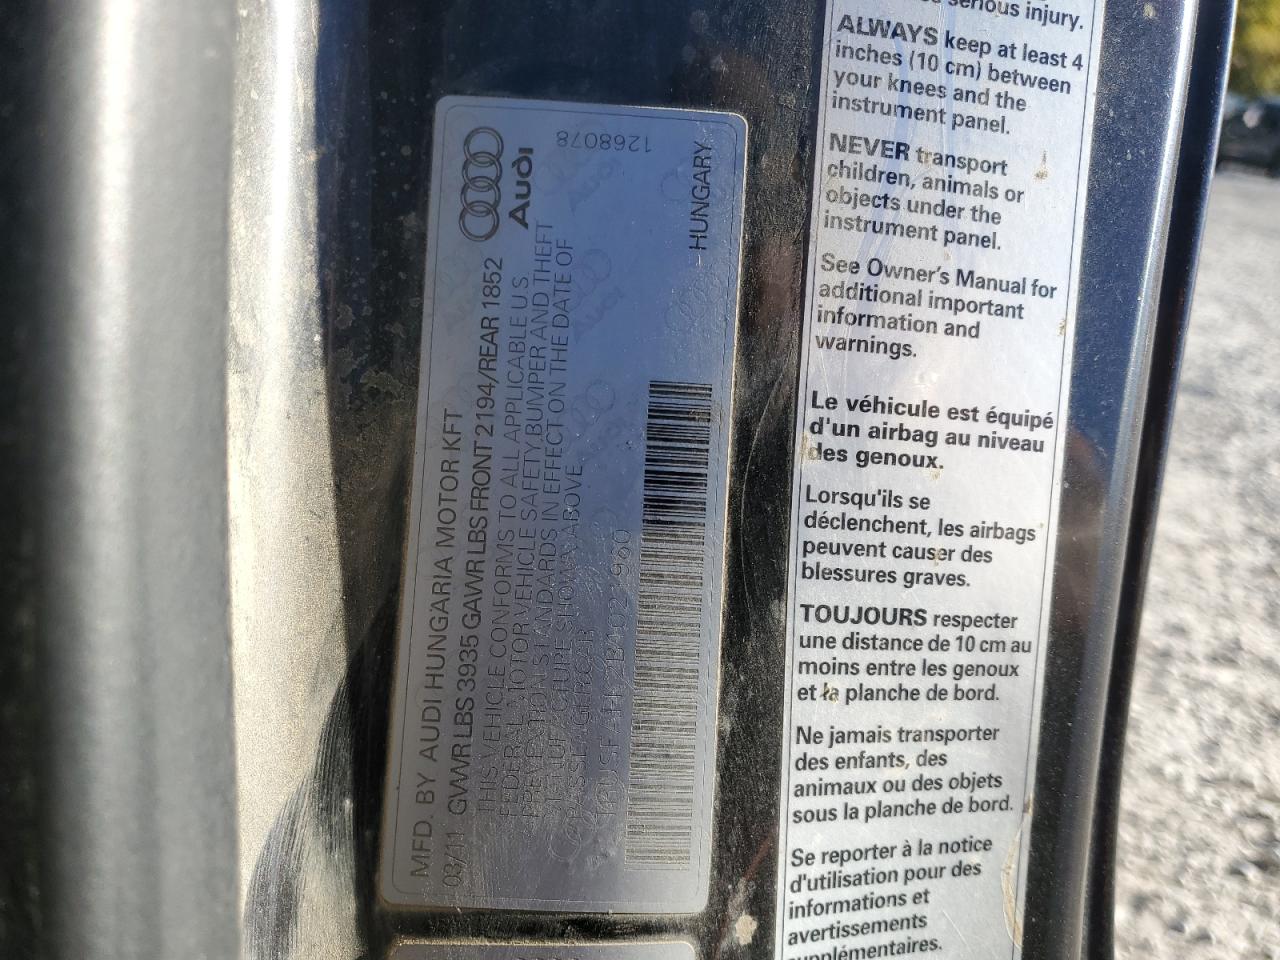 MFD. BY AUDI HUNGARIA MOTOR KFT
03/11 GVWR LBS 3935 GAWR LBS FRONT 2194/REAR 1852
THIS VEHICLE CONFORMS TO ALL APPLICABLE U S
FEDERAL MOTOR VEHICLE SAFETY,BUMPER AND THEFT
PREVENTION STANDARDS IN EFFECT ON THE DATE OF
MANUFACTURE SHOWN ABOVE
Audi
1268078
HUNGARY
serious injury.
ALWAYS keep at least 4
inches (10 cm) between
your knees and the
instrument panel.
NEVER transport
children, animals or
objects under the
instrument panel.
See Owner's Manual for
additional important
information and
warnings.
Le véhicule est équipé
d'un airbag au niveau
des genoux.
Lorsqu'ils se
déclenchent, les airbags
peuvent causer des
blessures graves.
TOUJOURS respecter
une distance de 10 cm au
moins entre les genoux
et la planche de bord.
Ne jamais transporter
des enfants, des
animaux ou des objets
sous la planche de bord.
Se reporter à la notice
d'utilisation pour des
informations et
avertissements
supplémentaires.